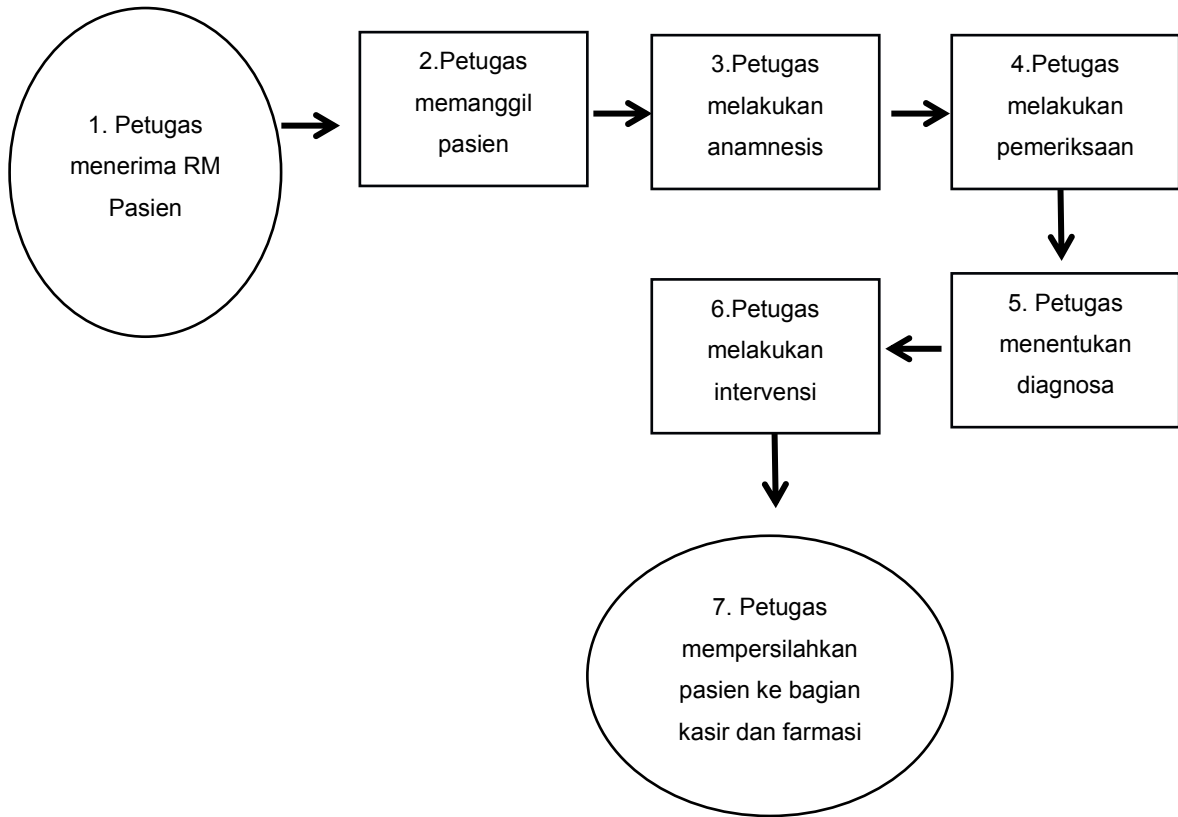 1. Petugas
menerima RM
Pasien
2.Petugas
memanggil
pasien
3.Petugas
melakukan
anamnesis
4.Petugas
melakukan
pemeriksaan
5. Petugas
menentukan
diagnosa
6.Petugas
melakukan
intervensi
7. Petugas
mempersilahkan
pasien ke bagian
kasir dan farmasi